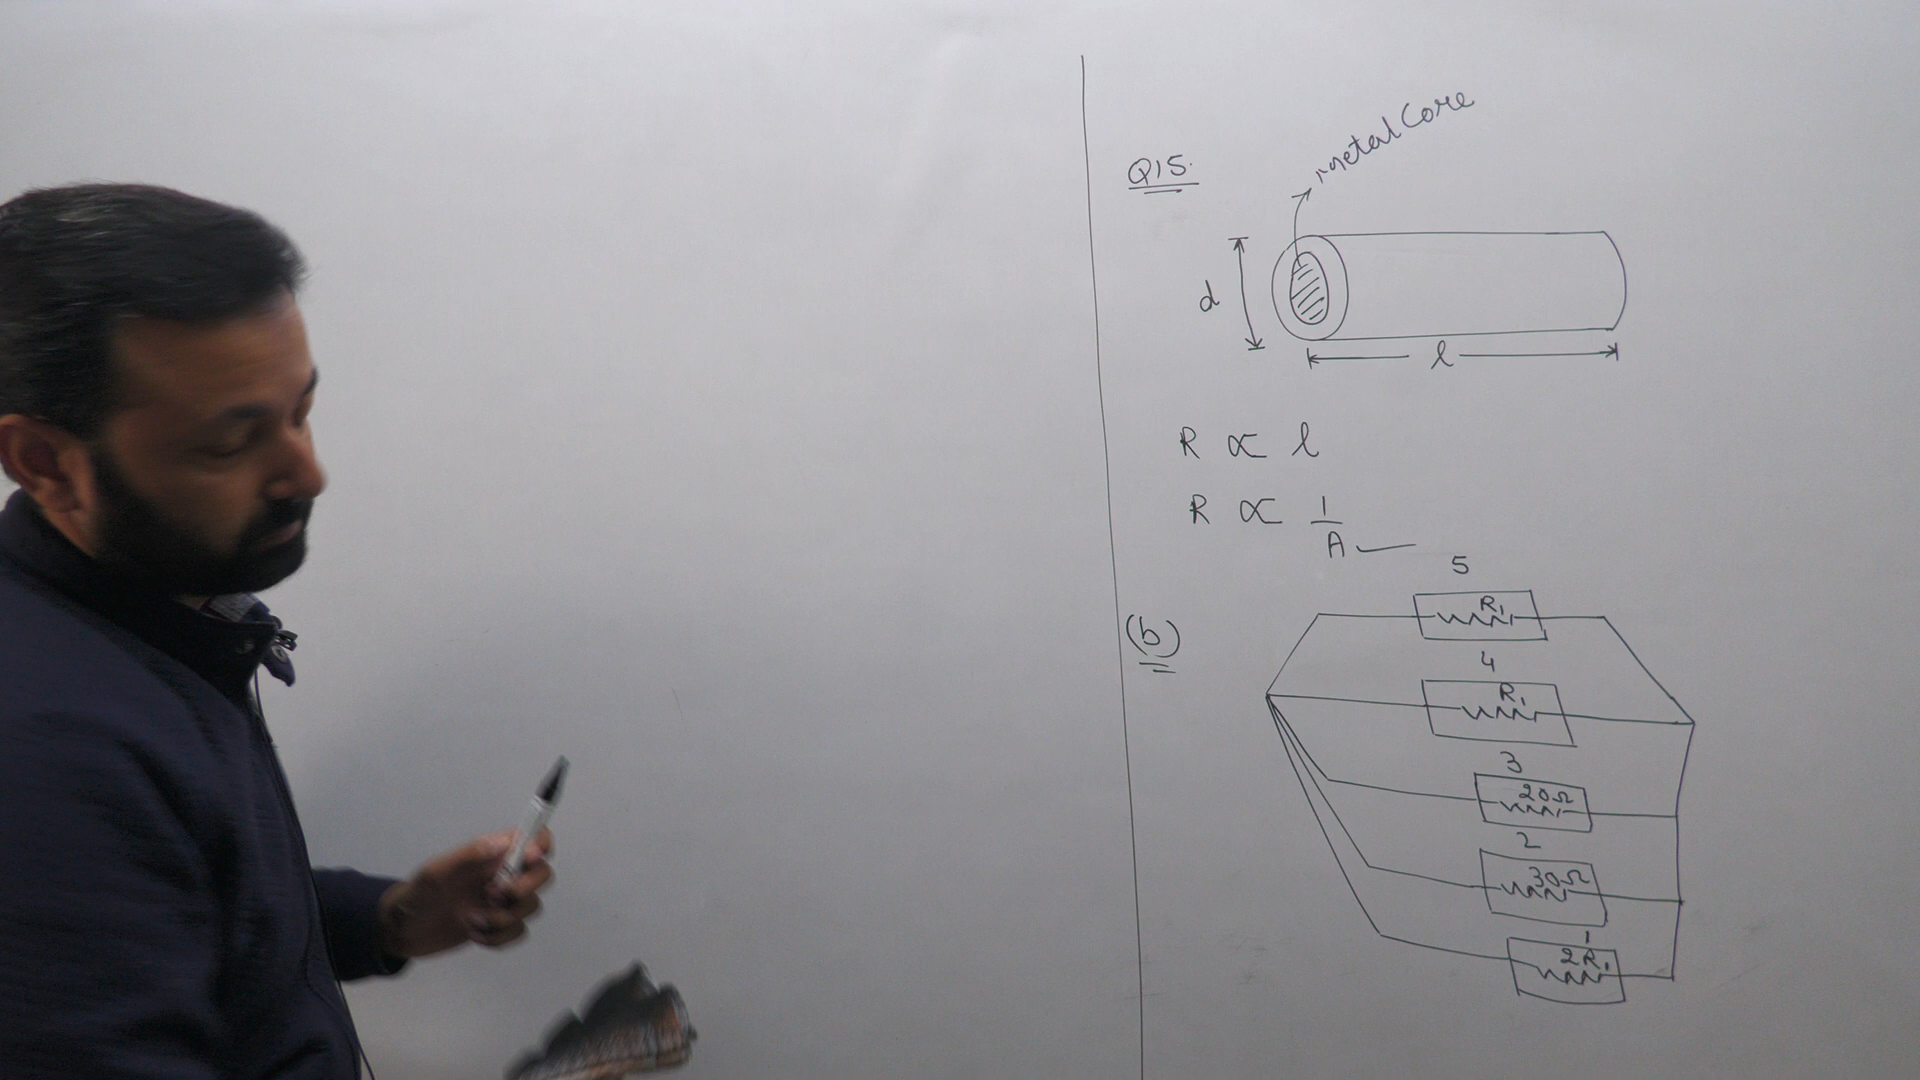 metal Core
Q15.
d
l
R ∝ l
R ∝ 1/A
5
(b)
R₁
4
R₁
3
20Ω
2
30Ω
1
2R₁